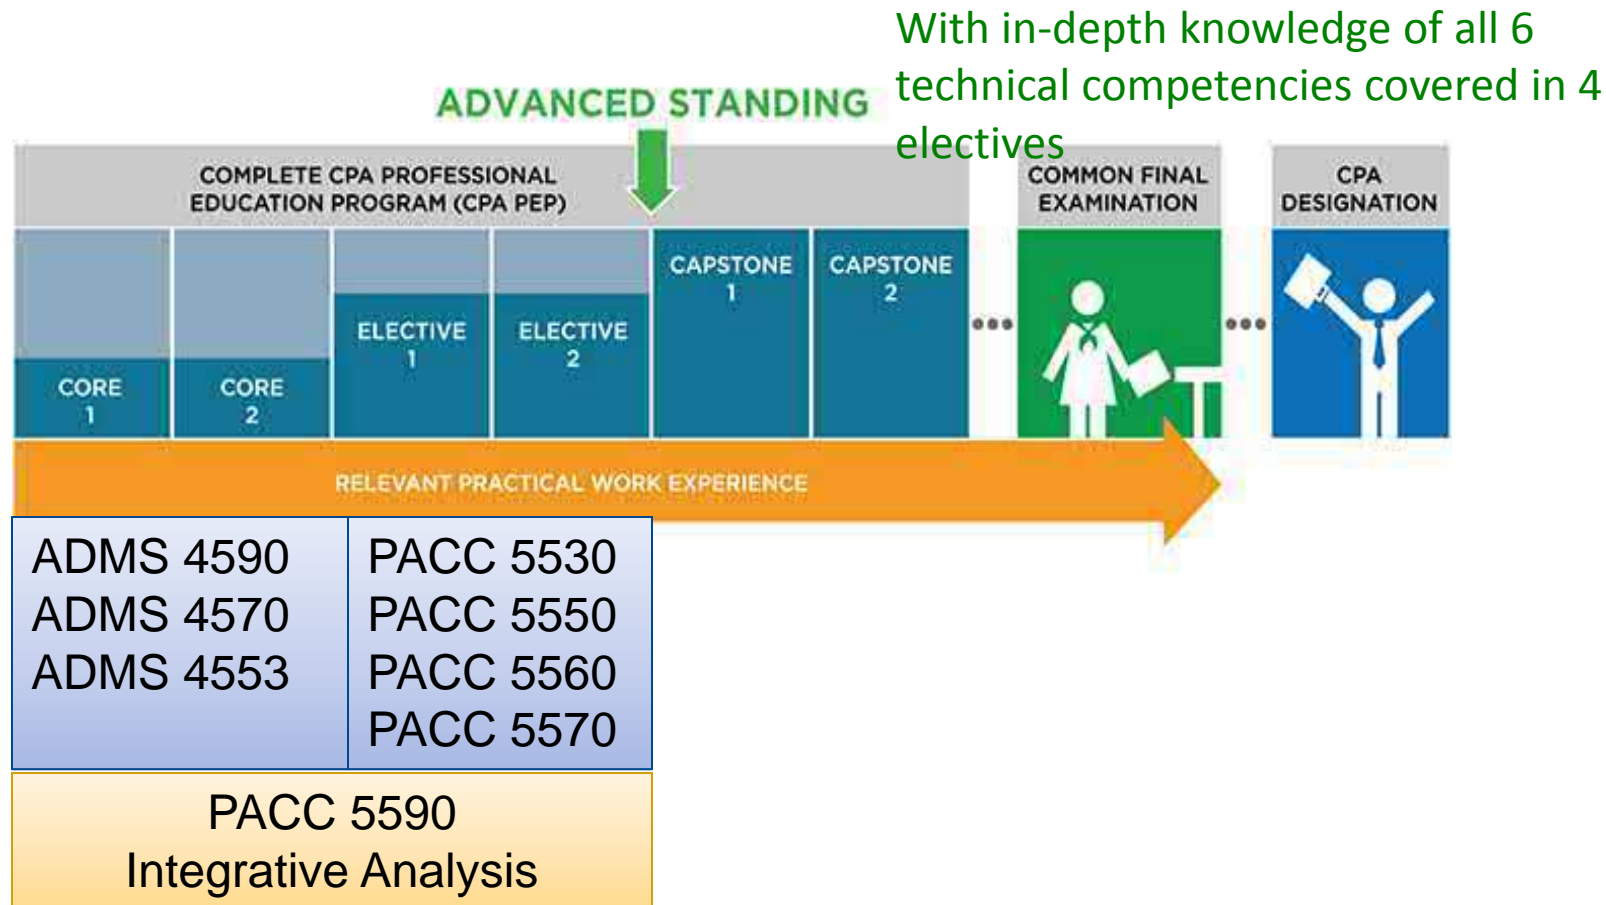 With in-depth knowledge of all 6
technical competencies covered in 4
electives
ADVANCED STANDING
COMPLETE CPA PROFESSIONAL
EDUCATION PROGRAM (CPA PEP)
COMMON FINAL
EXAMINATION
CPA
DESIGNATION
CORE
1
CORE
2
ELECTIVE
1
ELECTIVE
2
CAPSTONE
1
CAPSTONE
2
RELEVANT PRACTICAL WORK EXPERIENCE
ADMS 4590
ADMS 4570
ADMS 4553
PACC 5530
PACC 5550
PACC 5560
PACC 5570
PACC 5590
Integrative Analysis